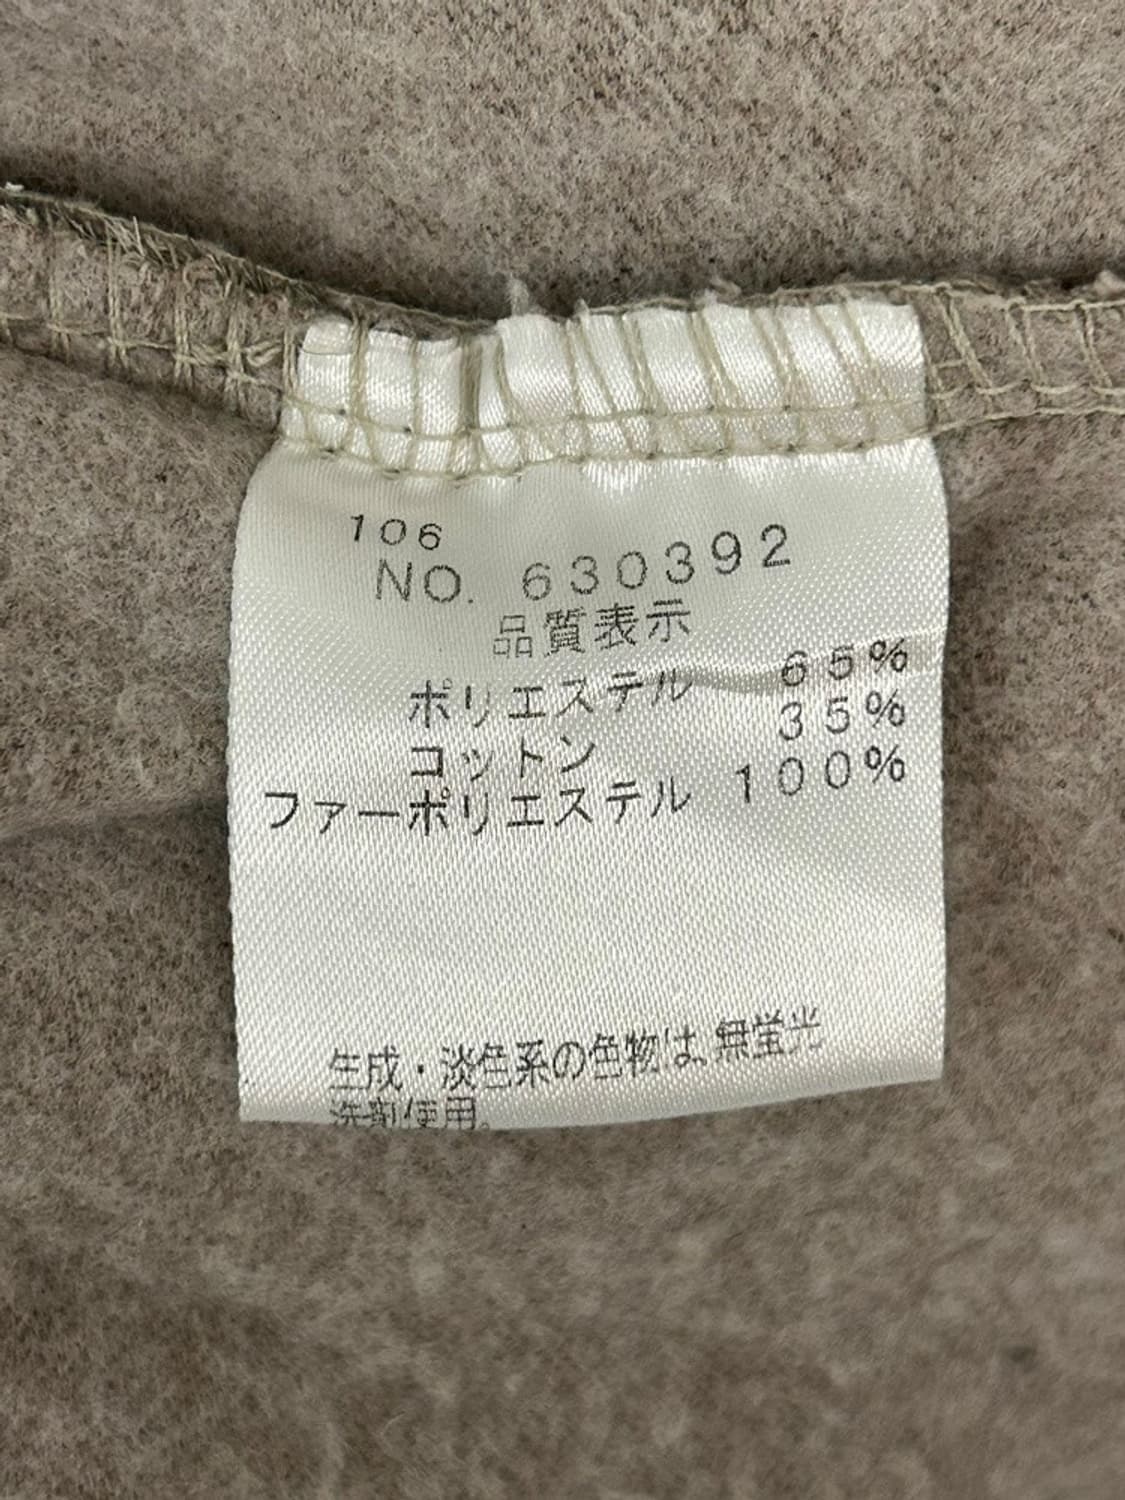 106
NO. 630392
品質表示
ポリエステル 65%
コットン 35%
ファーポリエステル 100%
生成・淡色系の色物は、無蛍光
洗剤使用。